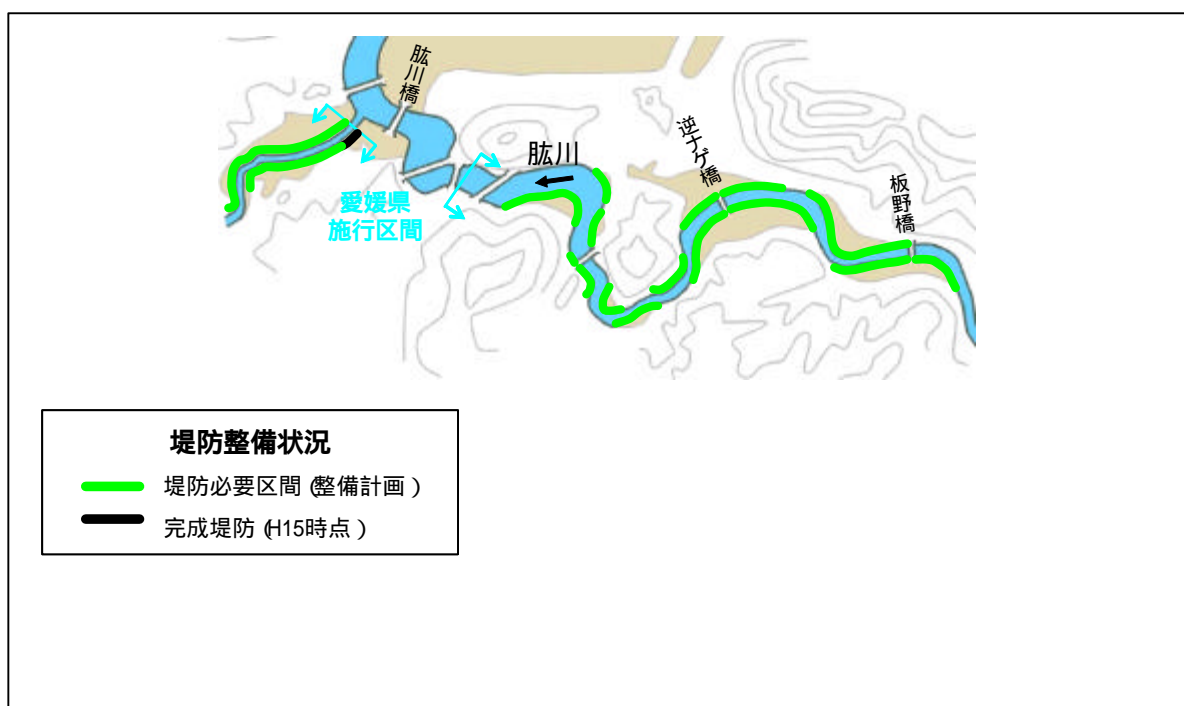 肱川橋
逆ナゲ橋
肱川
板野橋
愛媛県
施行区間
堤防整備状況
堤防必要区間(整備計画)
完成堤防(H15時点)